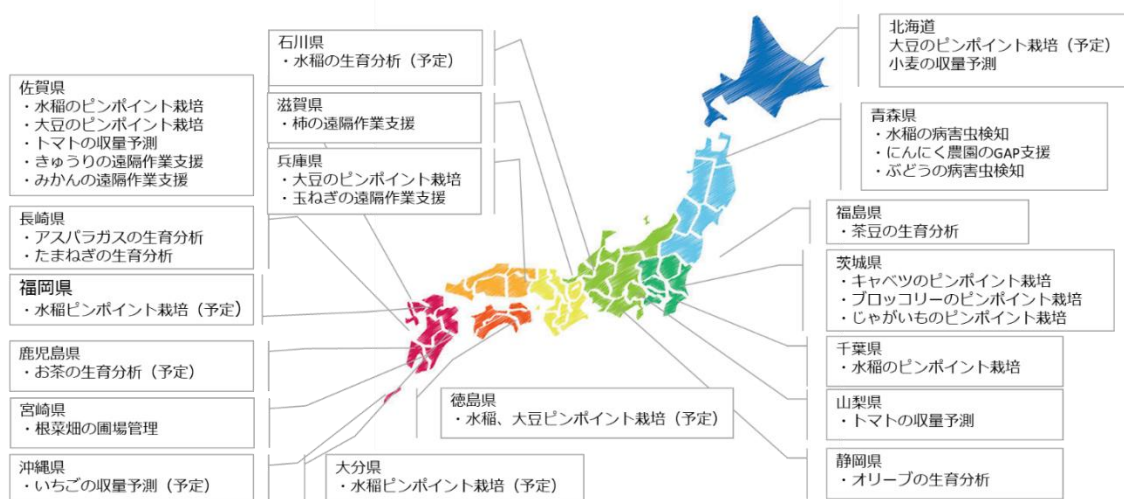 石川県
・水稲の生育分析（予定）
滋賀県
・柿の遠隔作業支援
兵庫県
・大豆のピンポイント栽培
・玉ねぎの遠隔作業支援
佐賀県
・水稲のピンポイント栽培
・大豆のピンポイント栽培
・トマトの収量予測
・きゅうりの遠隔作業支援
・みかんの遠隔作業支援
長崎県
・アスパラガスの生育分析
・たまねぎの生育分析
福岡県
・水稲ピンポイント栽培（予定）
鹿児島県
・お茶の生育分析（予定）
宮崎県
・根菜畑の圃場管理
沖縄県
・いちごの収量予測（予定）
大分県
・水稲ピンポイント栽培（予定）
徳島県
・水稲、大豆ピンポイント栽培（予定）
北海道
大豆のピンポイント栽培（予定）
小麦の収量予測
青森県
・水稲の病害虫検知
・にんにく農園のGAP支援
・ぶどうの病害虫検知
福島県
・茶豆の生育分析
茨城県
・キャベツのピンポイント栽培
・ブロッコリーのピンポイント栽培
・じゃがいものピンポイント栽培
千葉県
・水稲のピンポイント栽培
山梨県
・トマトの収量予測
静岡県
・オリーブの生育分析